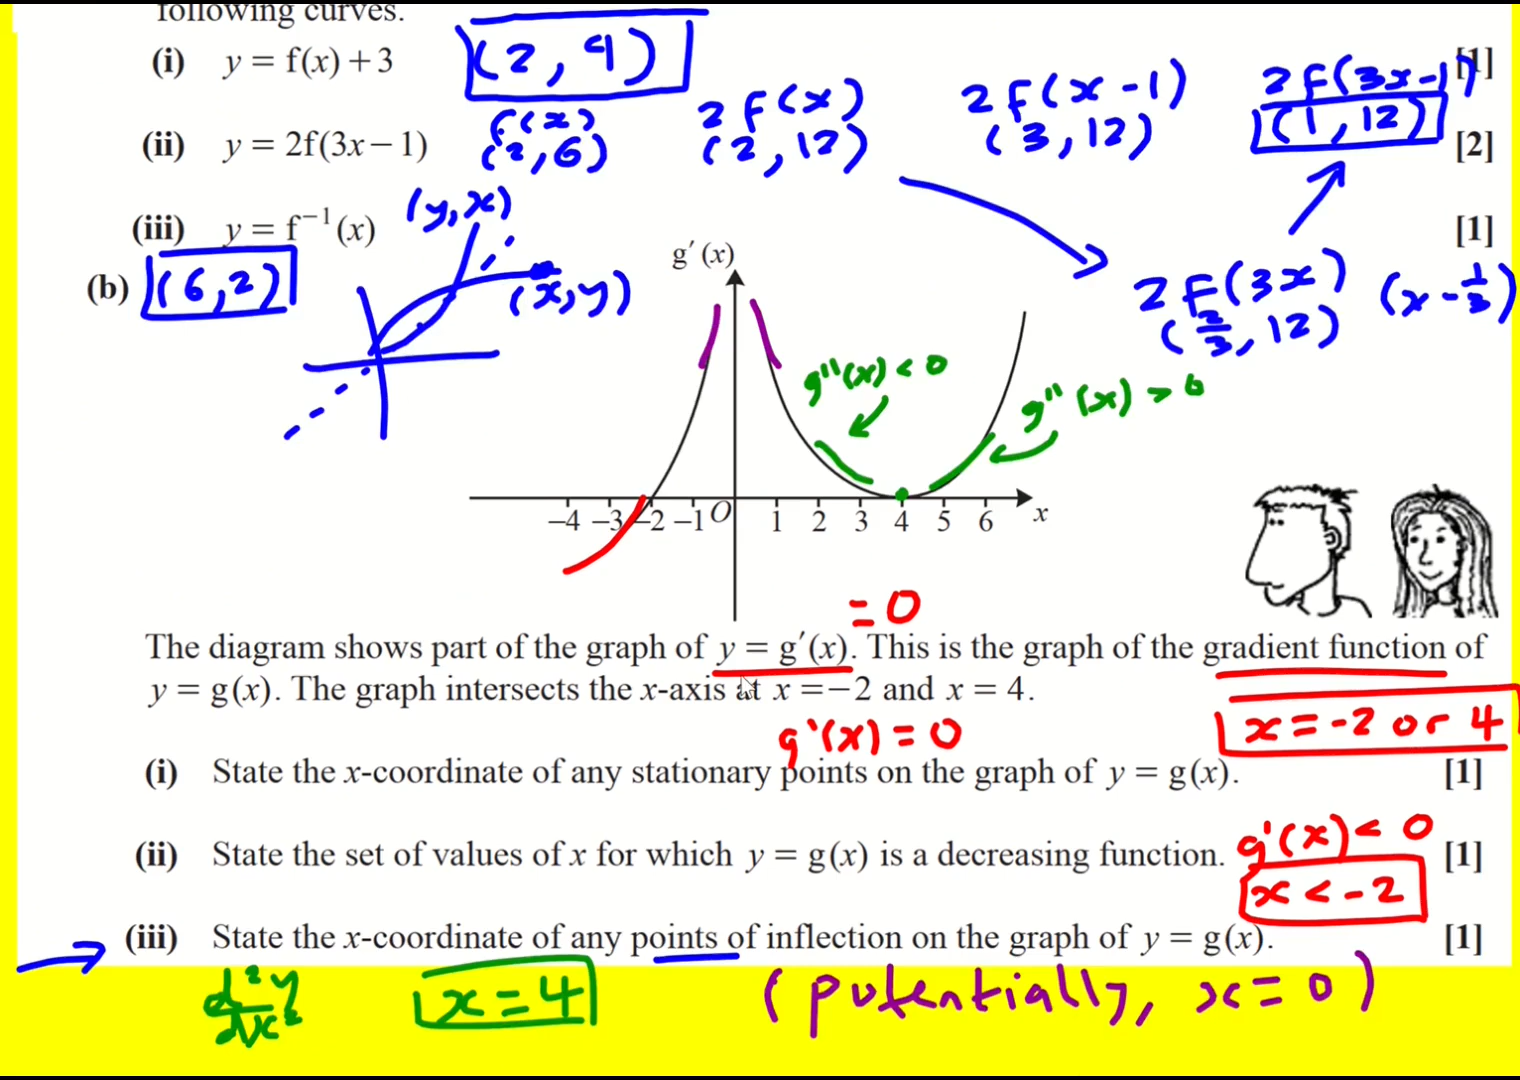 following curves.
(i) y = f(x) + 3 (2, 9) [1]
f(x) 2f(x) 2f(x-1) 2f(3x-1)
(ii) y = 2f(3x − 1) (2, 6) (2, 12) (3, 12) (1, 12) [2]
(iii) y = f⁻¹(x) (y, x) [1]
(b) (6, 2) (x, y) g′(x) 2f(3x) (x - 1/3)
(2/3, 12)
g''(x) < 0 g''(x) > 0
−4 −3 −2 −1 O 1 2 3 4 5 6 x
= 0
The diagram shows part of the graph of y = g′(x). This is the graph of the gradient function of
y = g(x). The graph intersects the x-axis at x = −2 and x = 4.
g'(x) = 0 x = -2 or 4
(i) State the x-coordinate of any stationary points on the graph of y = g(x). [1]
g'(x) < 0
(ii) State the set of values of x for which y = g(x) is a decreasing function. [1]
x < -2
(iii) State the x-coordinate of any points of inflection on the graph of y = g(x). [1]
d²y/dx² x = 4 (potentially, x = 0)